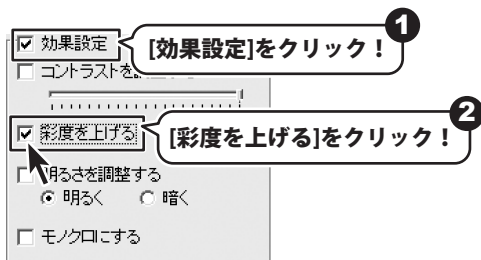 1
効果設定
[効果設定]をクリック！
コントラストを
2
彩度を上げる
[彩度を上げる]をクリック！
明るさを調整する
明るく 暗く
モノクロにする